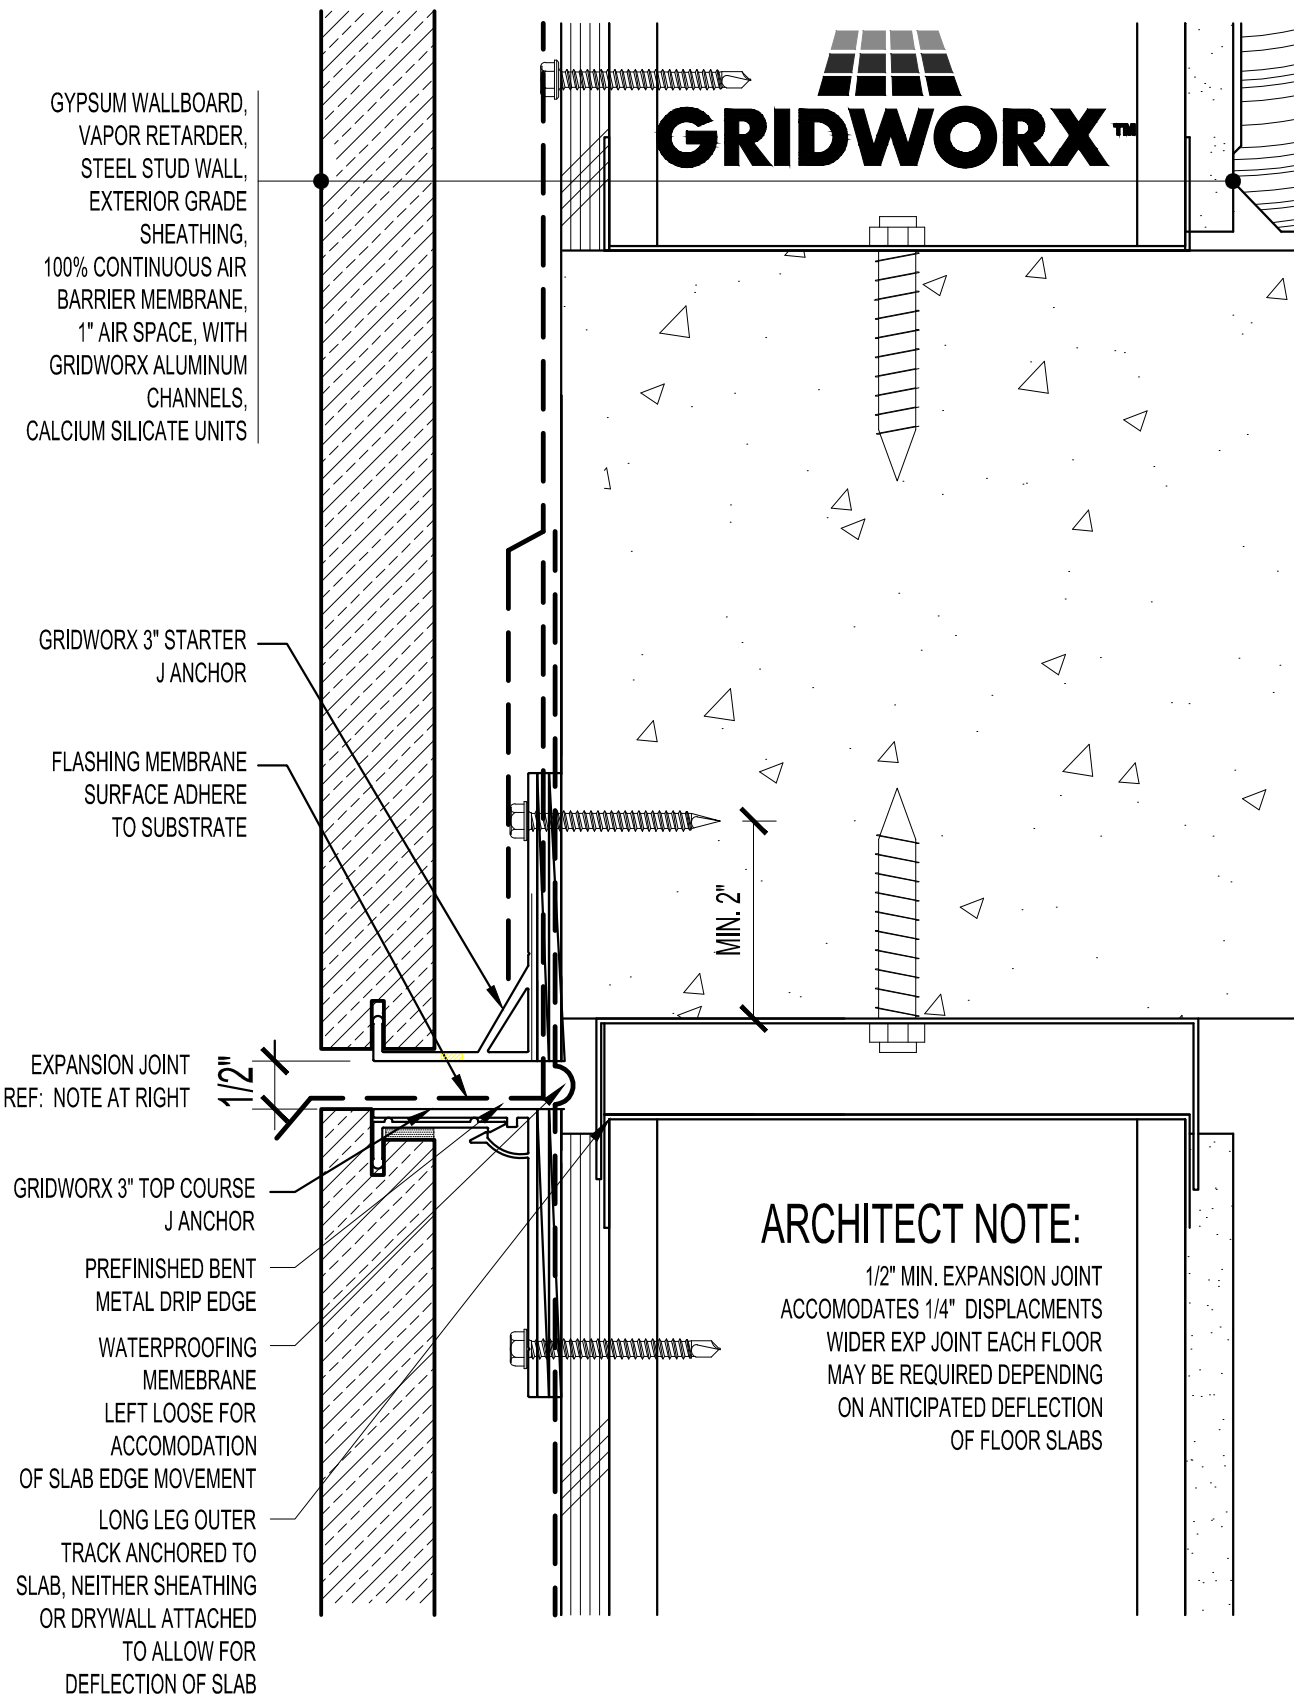 GRIDWORX™
GYPSUM WALLBOARD,
VAPOR RETARDER,
STEEL STUD WALL,
EXTERIOR GRADE
SHEATHING,
100% CONTINUOUS AIR
BARRIER MEMBRANE,
1" AIR SPACE, WITH
GRIDWORX ALUMINUM
CHANNELS,
CALCIUM SILICATE UNITS
GRIDWORX 3" STARTER
J ANCHOR
FLASHING MEMBRANE
SURFACE ADHERE
TO SUBSTRATE
MIN. 2"
EXPANSION JOINT
REF: NOTE AT RIGHT
1/2"
GRIDWORX 3" TOP COURSE
J ANCHOR
PREFINISHED BENT
METAL DRIP EDGE
WATERPROOFING
MEMEBRANE
LEFT LOOSE FOR
ACCOMODATION
OF SLAB EDGE MOVEMENT
LONG LEG OUTER
TRACK ANCHORED TO
SLAB, NEITHER SHEATHING
OR DRYWALL ATTACHED
TO ALLOW FOR
DEFLECTION OF SLAB
ARCHITECT NOTE:
1/2" MIN. EXPANSION JOINT
ACCOMODATES 1/4" DISPLACMENTS
WIDER EXP JOINT EACH FLOOR
MAY BE REQUIRED DEPENDING
ON ANTICIPATED DEFLECTION
OF FLOOR SLABS